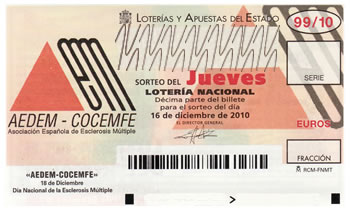 LOTERÍAS Y APUESTAS DEL ESTADO
99/10
SORTEO DEL Jueves
LOTERÍA NACIONAL
Décima parte del billete
para el sorteo del día
16 de diciembre de 2010
EL DIRECTOR GENERAL
SERIE
EUROS
FRACCIÓN
RCM-FNMT
AEDEM - COCEMFE
Asociación Española de Esclerosis Múltiple
«AEDEM-COCEMFE»
18 de Diciembre
Día Nacional de la Esclerosis Múltiple